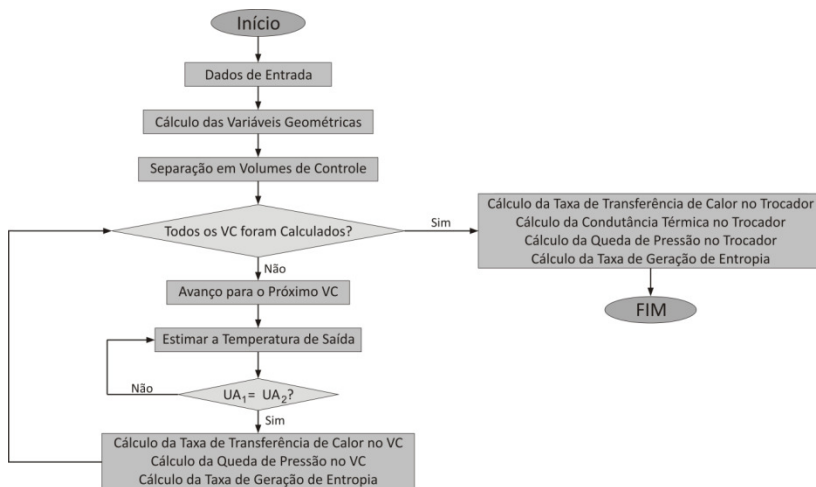 Início
Dados de Entrada
Cálculo das Variáveis Geométricas
Separação em Volumes de Controle
Todos os VC foram Calculados?
Sim
Cálculo da Taxa de Transferência de Calor no Trocador
Cálculo da Condutância Térmica no Trocador
Cálculo da Queda de Pressão no Trocador
Cálculo da Taxa de Geração de Entropia
FIM
Não
Avanço para o Próximo VC
Estimar a Temperatura de Saída
Não
UA1= UA2?
Sim
Cálculo da Taxa de Transferência de Calor no VC
Cálculo da Queda de Pressão no VC
Cálculo da Taxa de Geração de Entropia